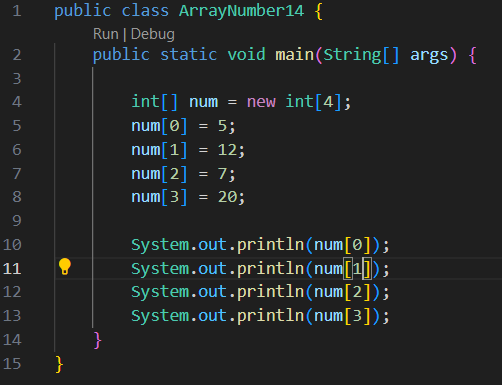 1 public class ArrayNumber14 {
Run | Debug
2 public static void main(String[] args) {
3
4 int[] num = new int[4];
5 num[0] = 5;
6 num[1] = 12;
7 num[2] = 7;
8 num[3] = 20;
9
10 System.out.println(num[0]);
11 System.out.println(num[1]);
12 System.out.println(num[2]);
13 System.out.println(num[3]);
14 }
15 }